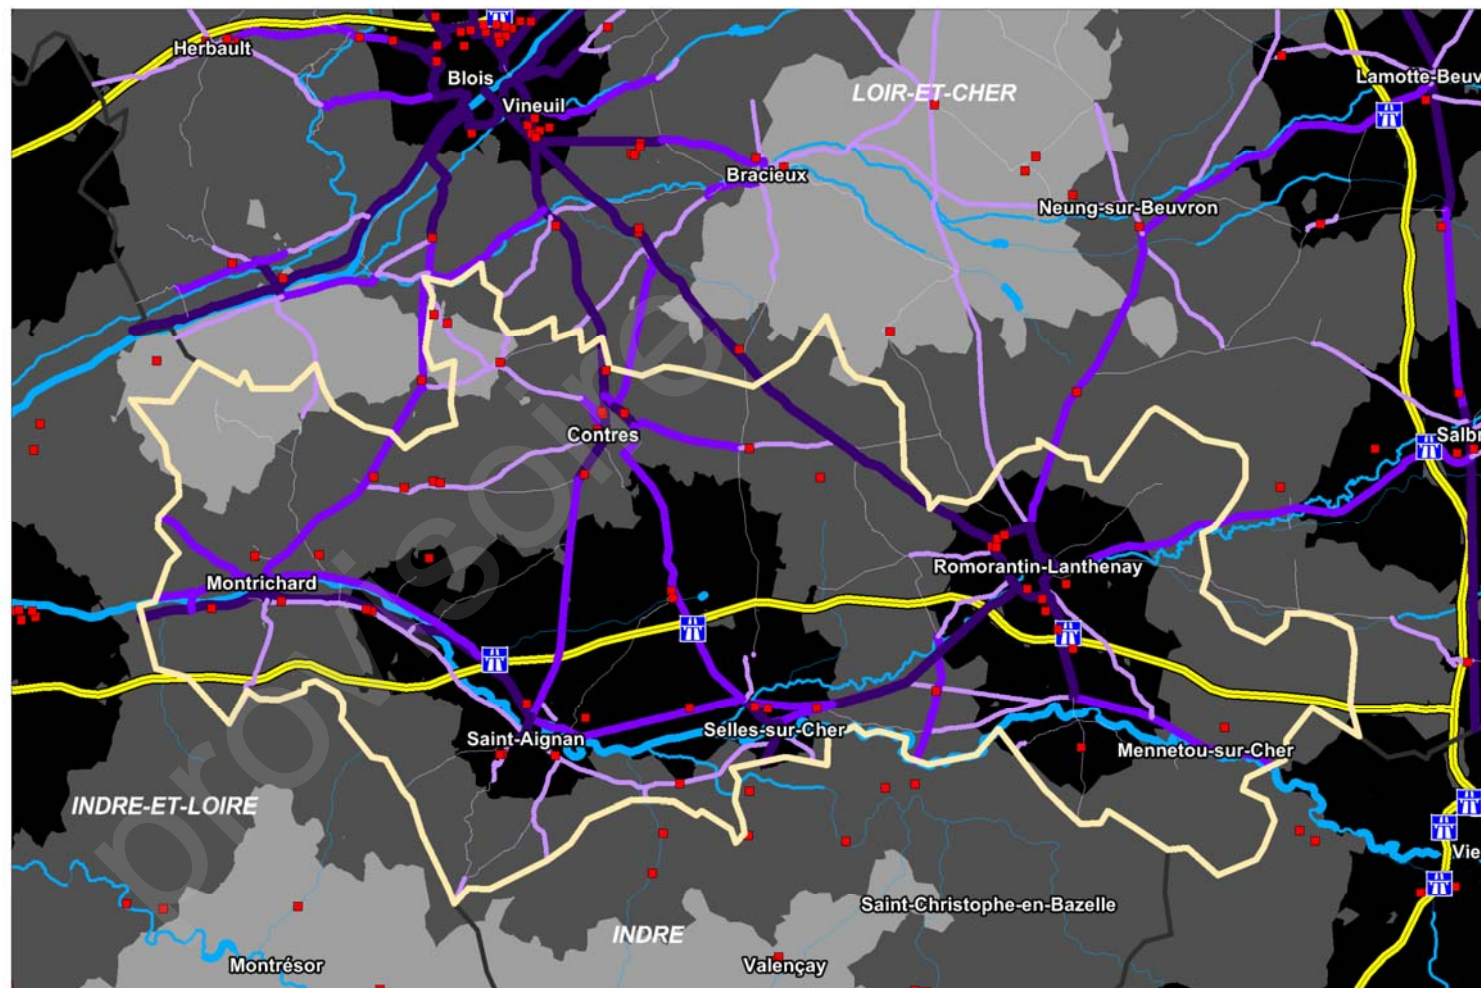 Herbault
Blois
Vineuil
LOIR-ET-CHER
Lamotte-Beuv
Bracieux
Neung-sur-Beuvron
Contres
Salbr
Montrichard
Romorantin-Lanthenay
Saint-Aignan
Selles-sur-Cher
Mennetou-sur-Cher
INDRE-ET-LOIRE
Vie
Saint-Christophe-en-Bazelle
INDRE
Montrésor
Valençay
provisoire